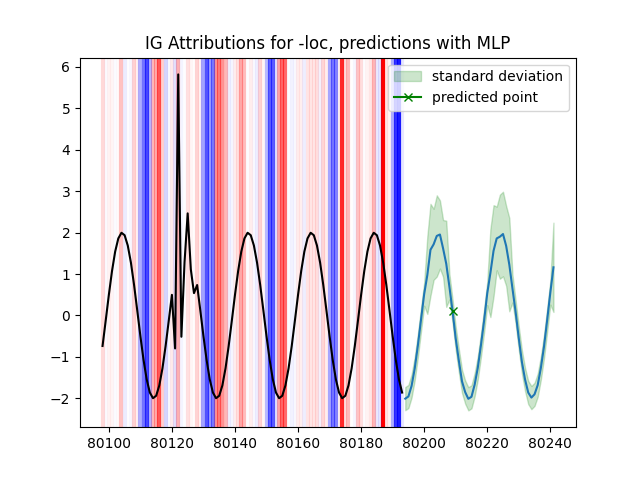 IG Attributions for -loc, predictions with MLP
standard deviation
predicted point
6
5
4
3
2
1
0
−1
−2
80100 80120 80140 80160 80180 80200 80220 80240